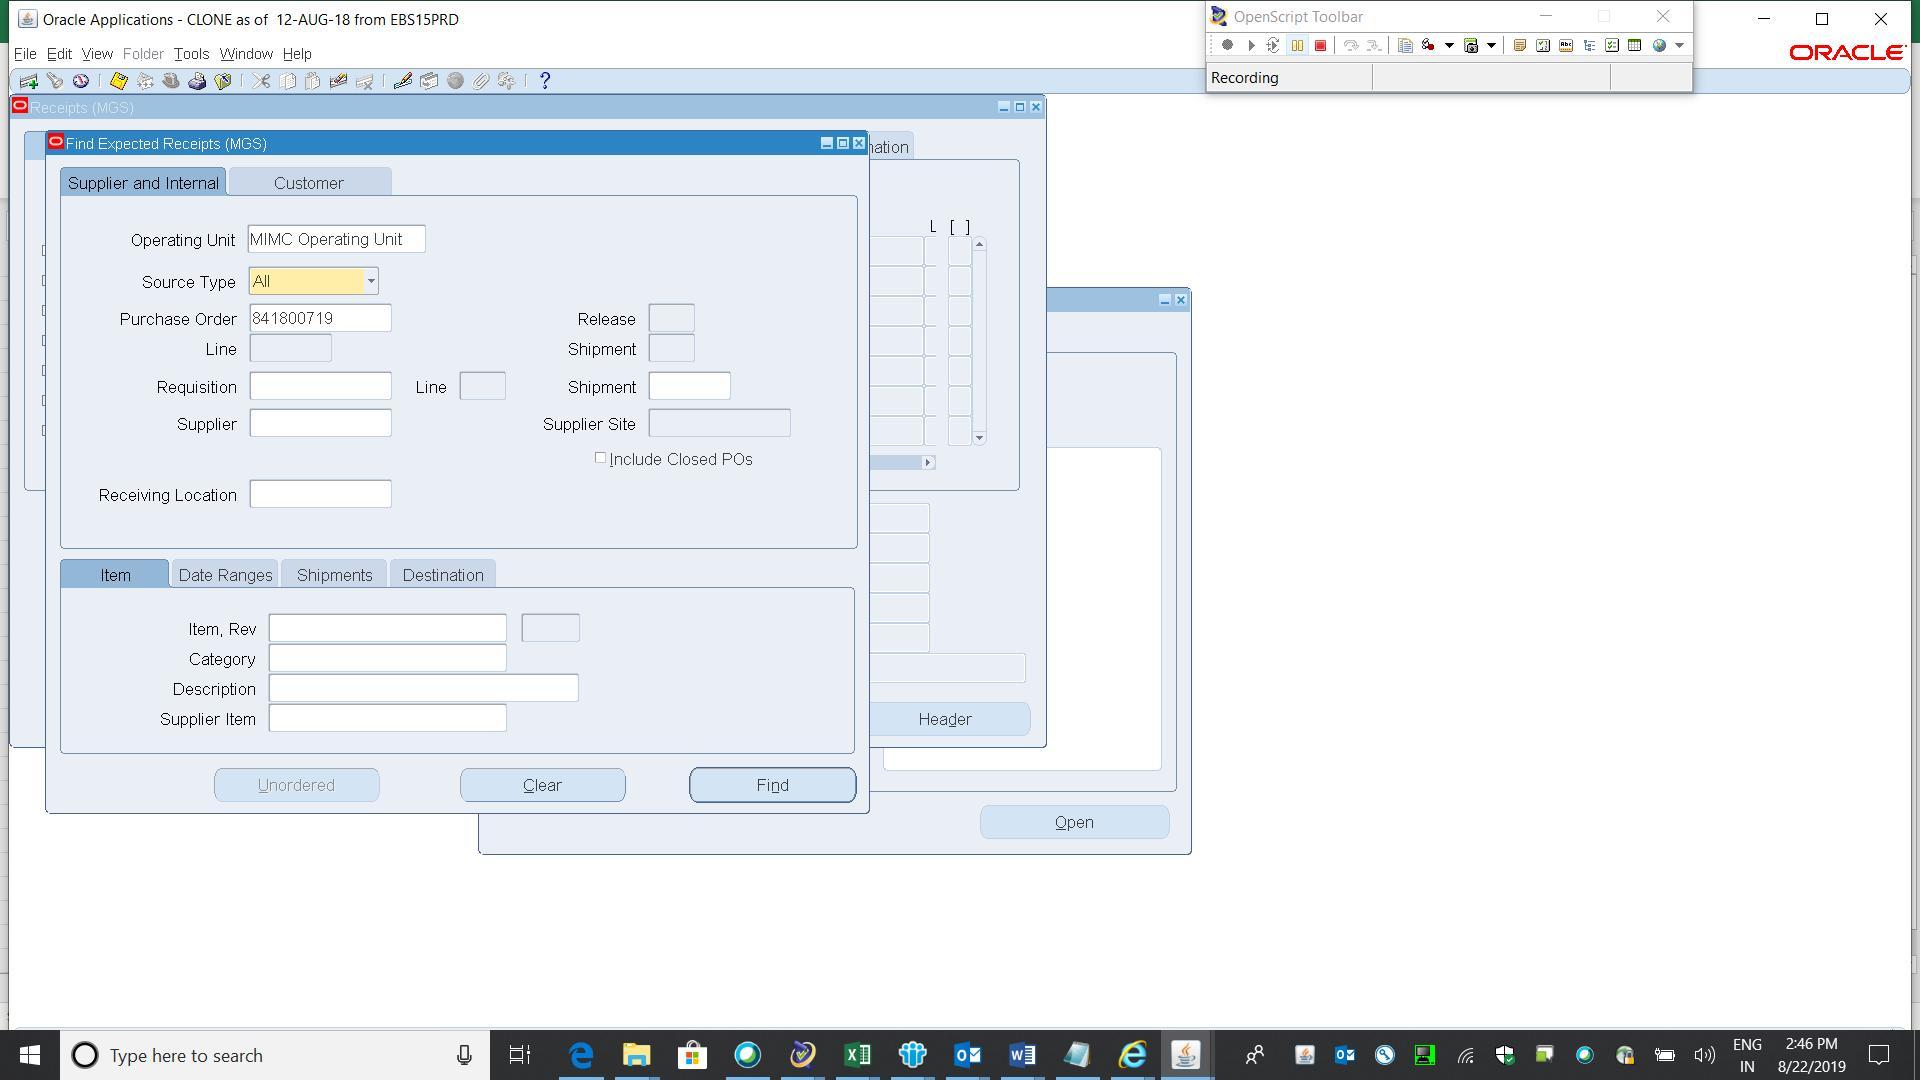 Oracle Applications - CLONE as of 12-AUG-18 from EBS15PRD
OpenScript Toolbar
File Edit View Folder Tools Window Help
ORACLE
Recording
Receipts (MGS)
Find Expected Receipts (MGS)
Supplier and Internal
Customer
Operating Unit MIMC Operating Unit
L [ ]
Source Type All
Purchase Order 841800719
Release
Line
Shipment
Requisition
Line
Shipment
Supplier
Supplier Site
Include Closed POs
Receiving Location
Item Date Ranges Shipments Destination
Item, Rev
Category
Description
Supplier Item
Header
Unordered
Clear
Find
Open
Type here to search
ENG
IN
2:46 PM
8/22/2019